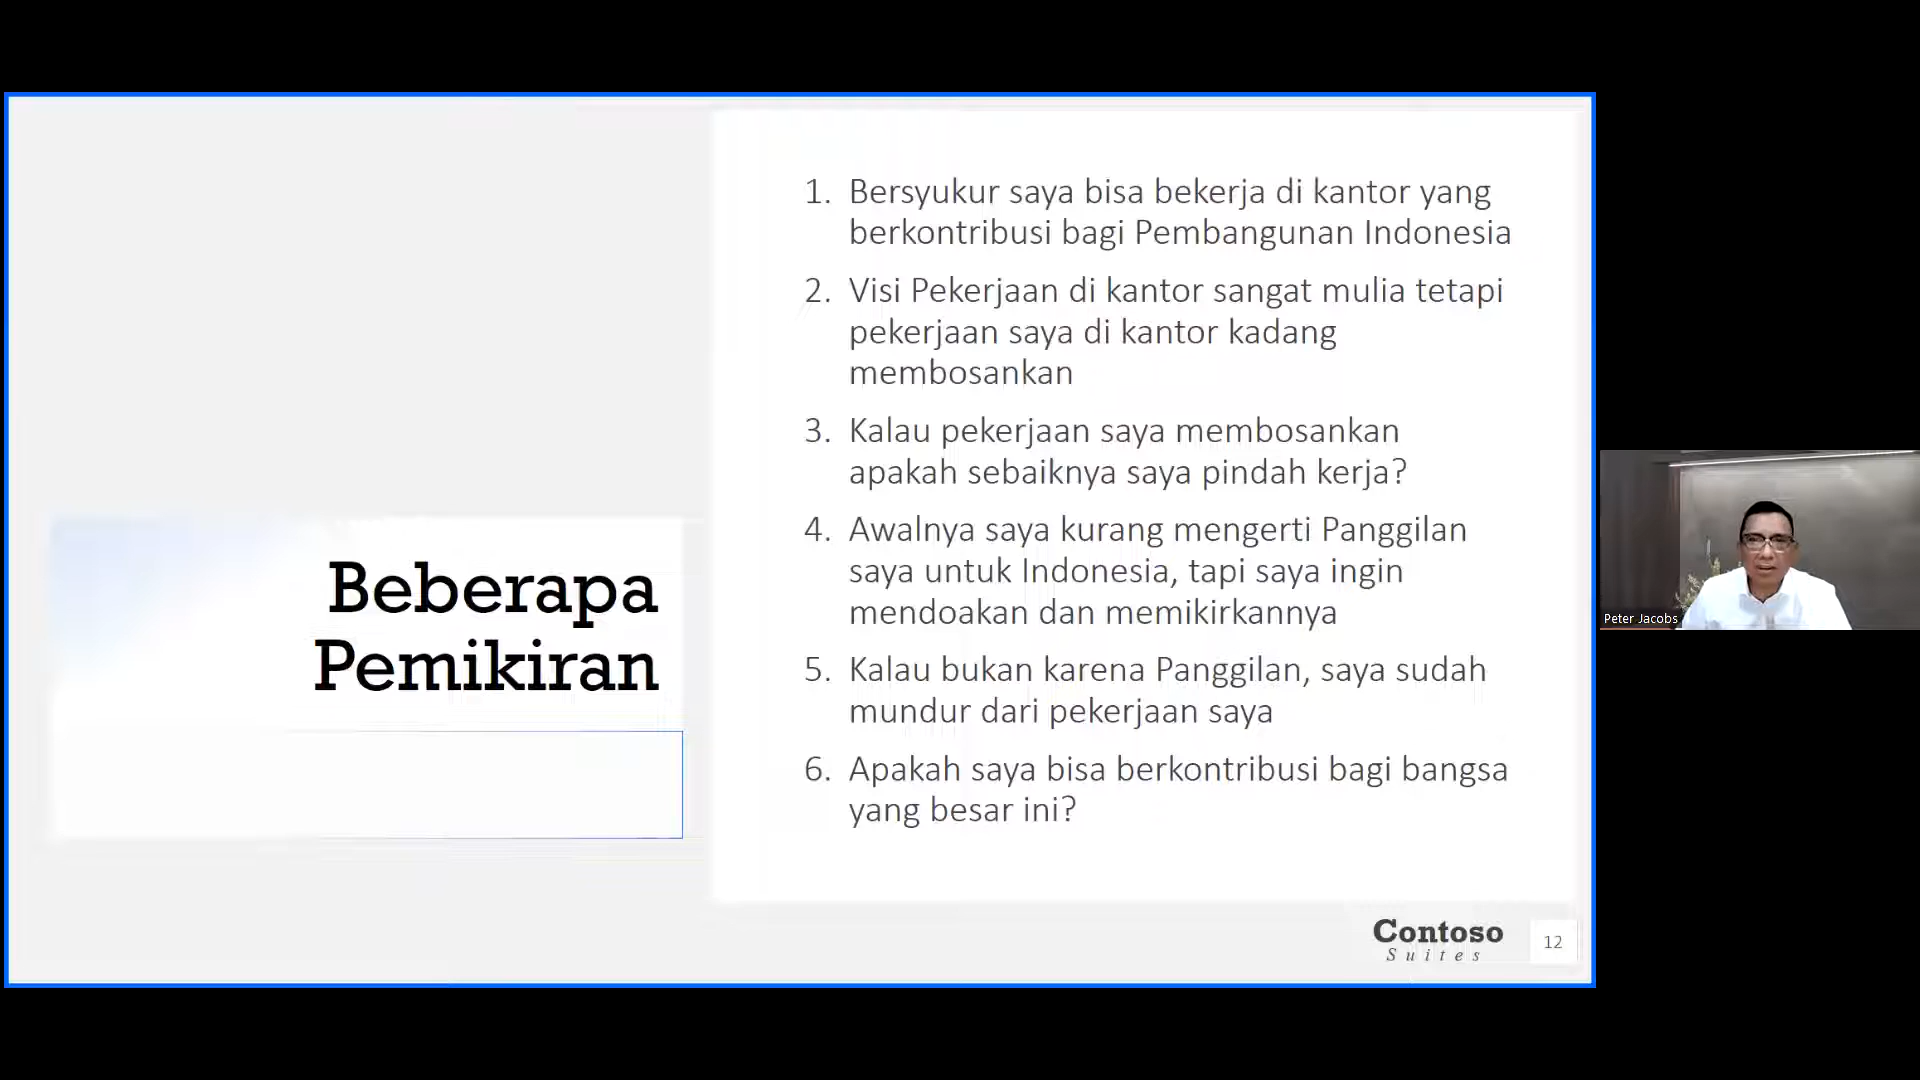 Beberapa
Pemikiran
1. Bersyukur saya bisa bekerja di kantor yang
berkontribusi bagi Pembangunan Indonesia
2. Visi Pekerjaan di kantor sangat mulia tetapi
pekerjaan saya di kantor kadang
membosankan
3. Kalau pekerjaan saya membosankan
apakah sebaiknya saya pindah kerja?
4. Awalnya saya kurang mengerti Panggilan
saya untuk Indonesia, tapi saya ingin
mendoakan dan memikirkannya
5. Kalau bukan karena Panggilan, saya sudah
mundur dari pekerjaan saya
6. Apakah saya bisa berkontribusi bagi bangsa
yang besar ini?
Contoso
Suites
12
Peter Jacobs